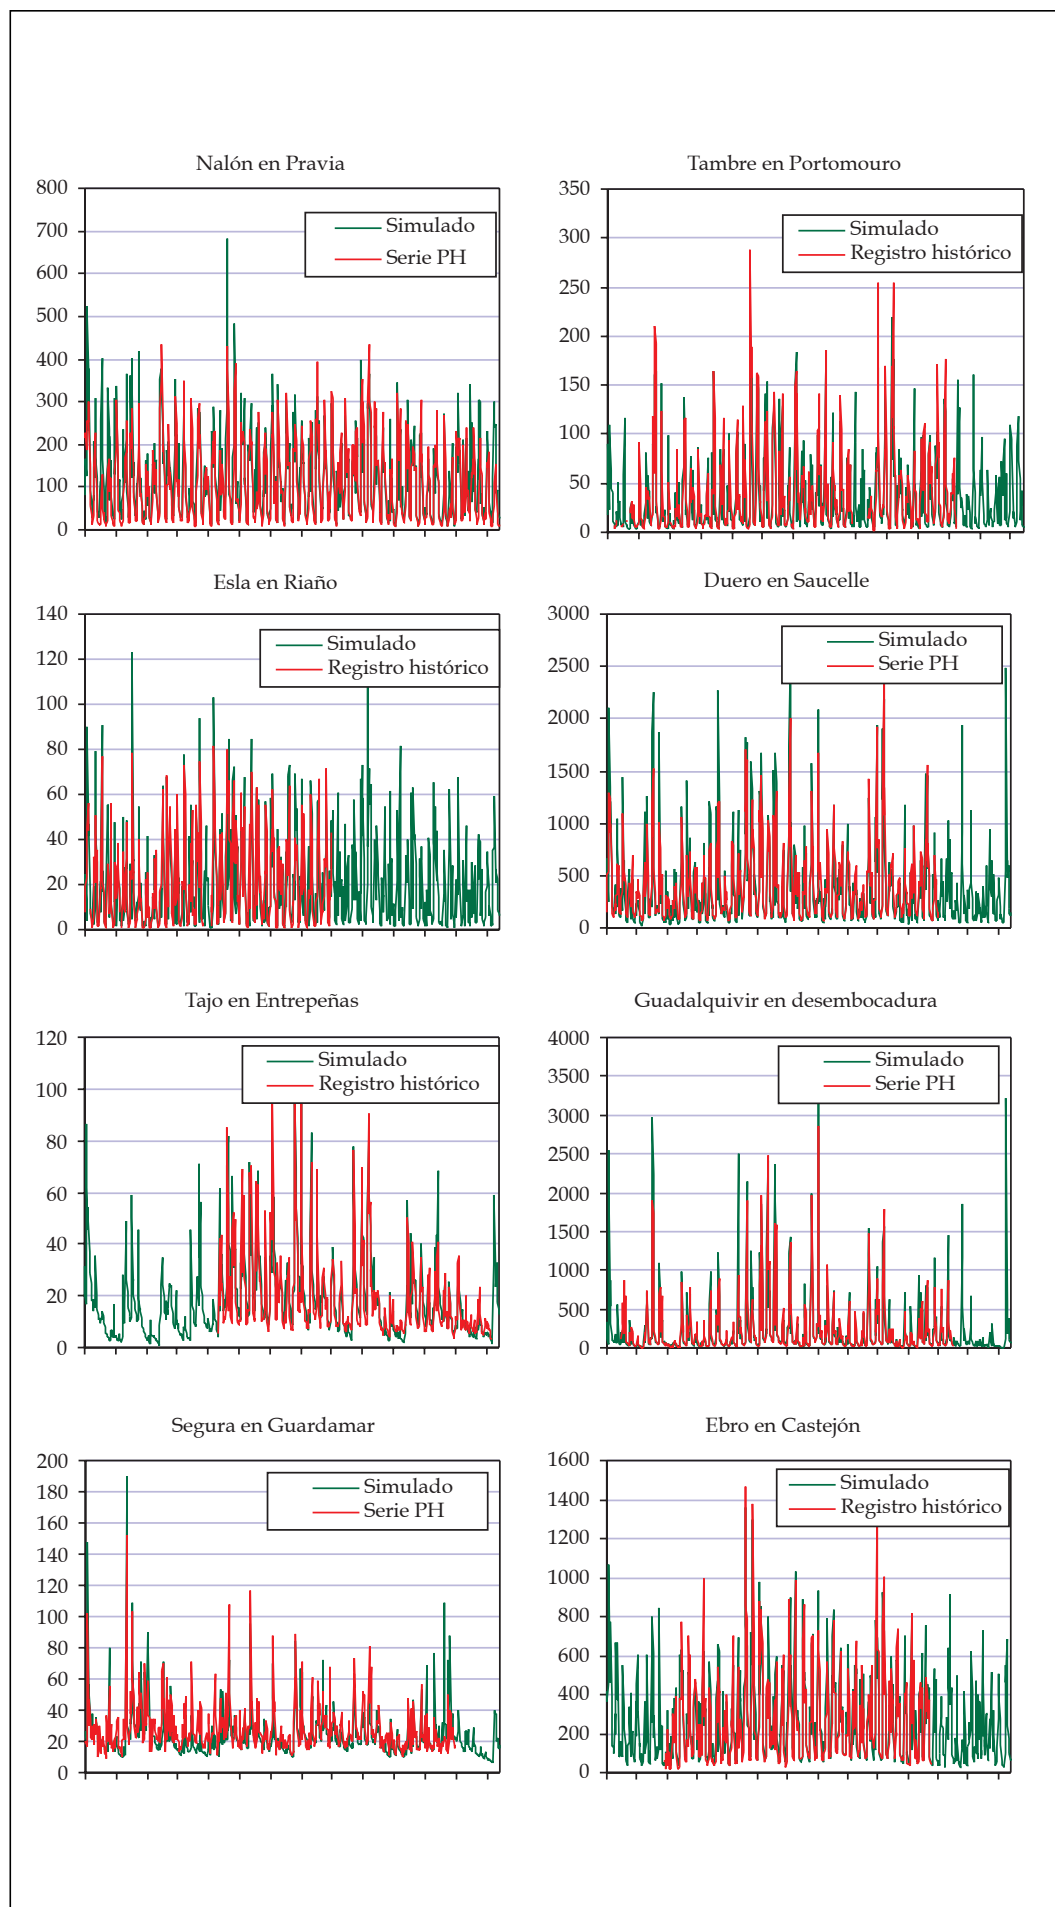 Nalón en Pravia
800
700
600
500
400
300
200
100
0
Simulado
Serie PH
Tambre en Portomouro
350
300
250
200
150
100
50
0
Simulado
Registro histórico
Esla en Riaño
140
120
100
80
60
40
20
0
Simulado
Registro histórico
Duero en Saucelle
3000
2500
2000
1500
1000
500
0
Simulado
Serie PH
Tajo en Entrepeñas
120
100
80
60
40
20
0
Simulado
Registro histórico
Guadalquivir en desembocadura
4000
3500
3000
2500
2000
1500
1000
500
0
Simulado
Serie PH
Segura en Guardamar
200
180
160
140
120
100
80
60
40
20
0
Simulado
Serie PH
Ebro en Castejón
1600
1400
1200
1000
800
600
400
200
0
Simulado
Registro histórico